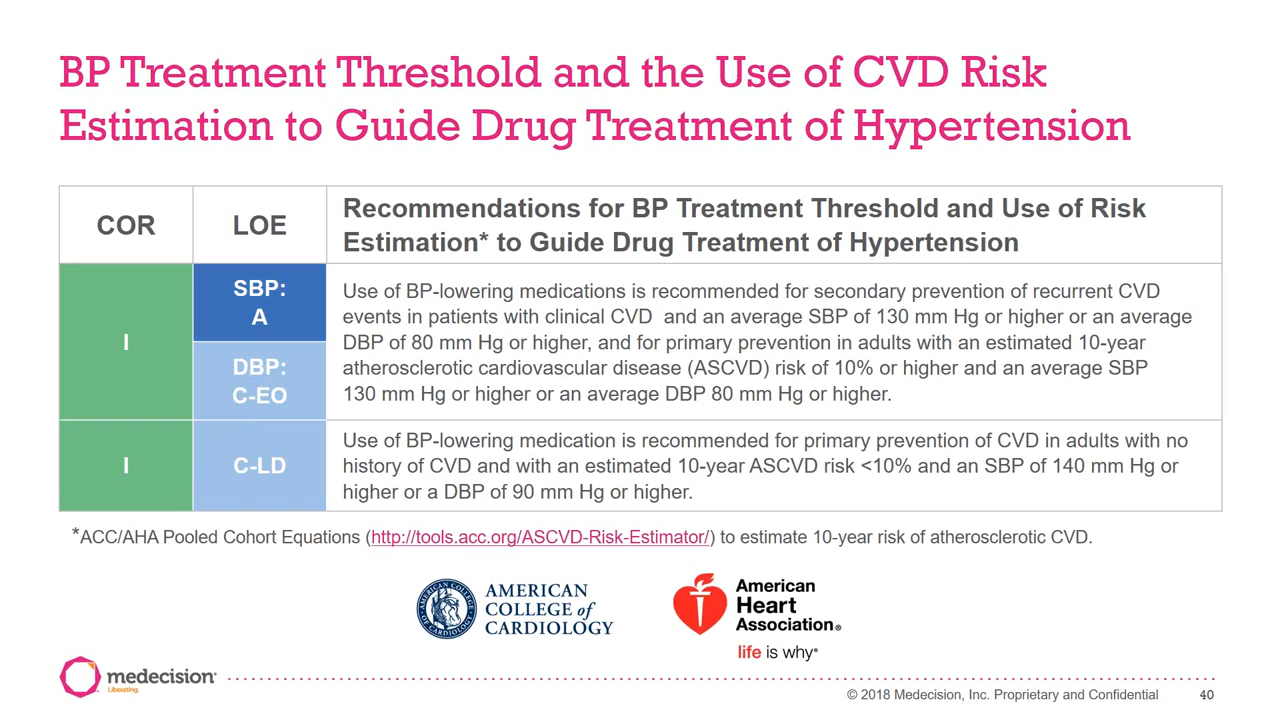 BP Treatment Threshold and the Use of CVD Risk
Estimation to Guide Drug Treatment of Hypertension
COR
LOE
Recommendations for BP Treatment Threshold and Use of Risk
Estimation* to Guide Drug Treatment of Hypertension
I
SBP:
A
DBP:
C-EO
Use of BP-lowering medications is recommended for secondary prevention of recurrent CVD
events in patients with clinical CVD and an average SBP of 130 mm Hg or higher or an average
DBP of 80 mm Hg or higher, and for primary prevention in adults with an estimated 10-year
atherosclerotic cardiovascular disease (ASCVD) risk of 10% or higher and an average SBP
130 mm Hg or higher or an average DBP 80 mm Hg or higher.
I
C-LD
Use of BP-lowering medication is recommended for primary prevention of CVD in adults with no
history of CVD and with an estimated 10-year ASCVD risk <10% and an SBP of 140 mm Hg or
higher or a DBP of 90 mm Hg or higher.
*ACC/AHA Pooled Cohort Equations (http://tools.acc.org/ASCVD-Risk-Estimator/) to estimate 10-year risk of atherosclerotic CVD.
AMERICAN
COLLEGE of
CARDIOLOGY
American
Heart
Association®
life is why®
medecision®
Liberating.
© 2018 Medecision, Inc. Proprietary and Confidential
40